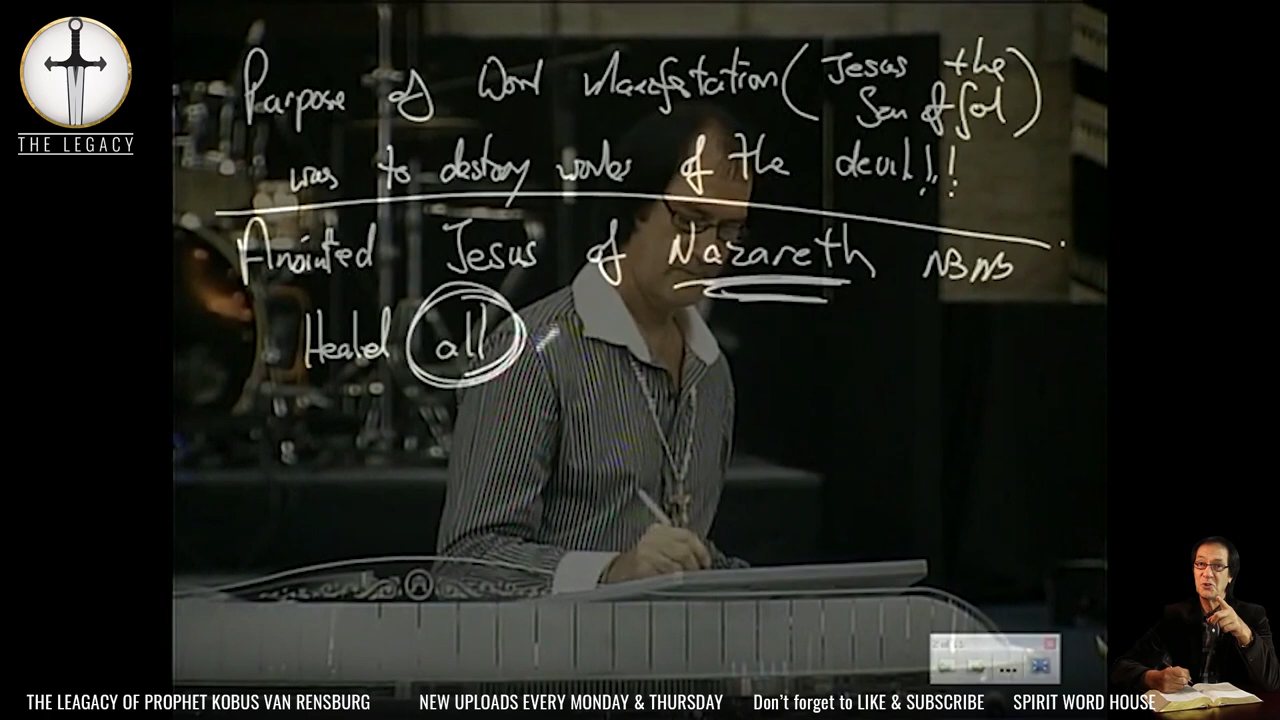 THE LEGACY
Purpose of Word Manifestation (Jesus the
Son of God)
was to destroy works of the devil!!!
Anointed Jesus of Nazareth NB NB
Healed all
THE LEAGACY OF PROPHET KOBUS VAN RENSBURG NEW UPLOADS EVERY MONDAY & THURSDAY Don't forget to LIKE & SUBSCRIBE SPIRIT WORD HOUSE